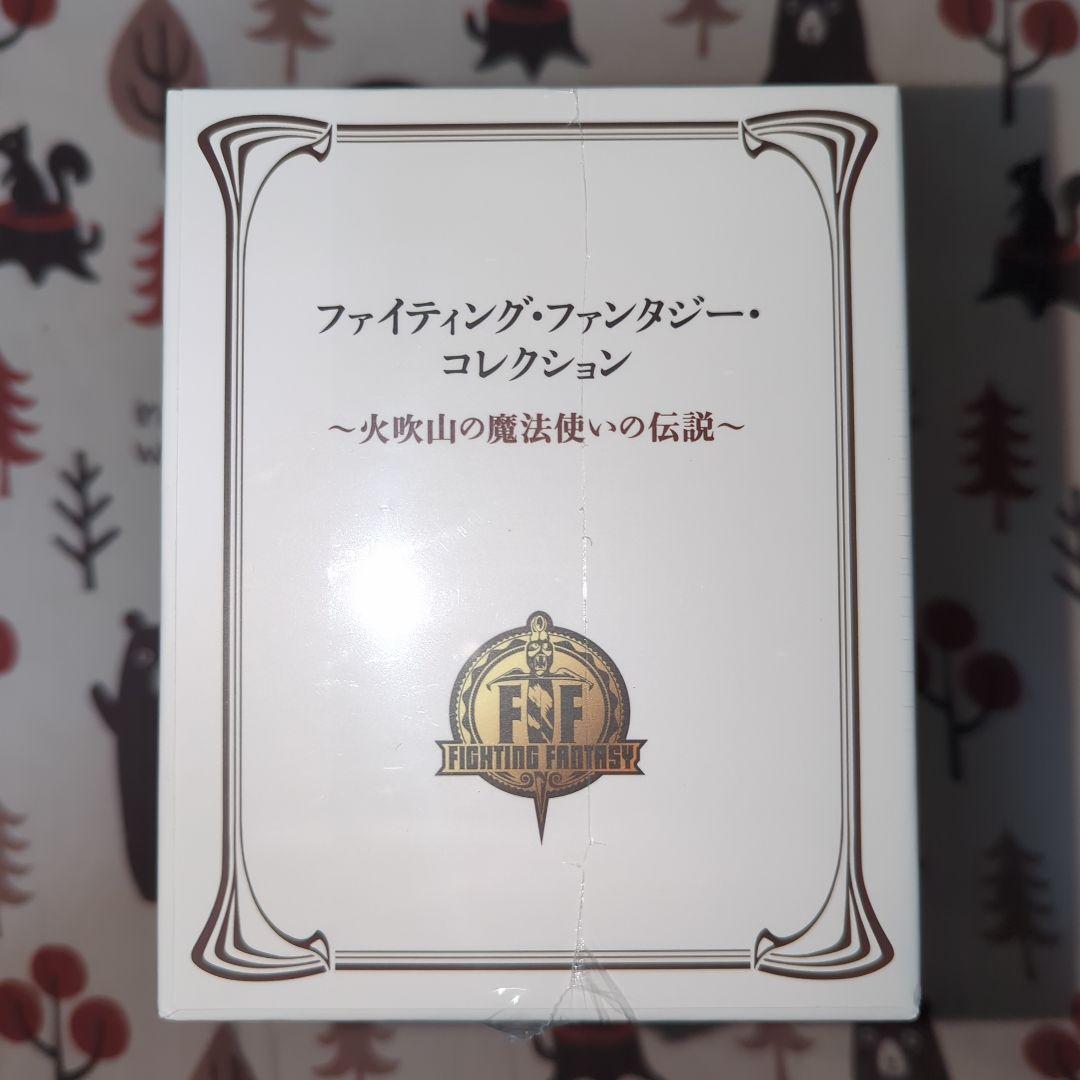 ファイティング・ファンタジー・
コレクション
～火吹山の魔法使いの伝説～
FF
FIGHTING FANTASY